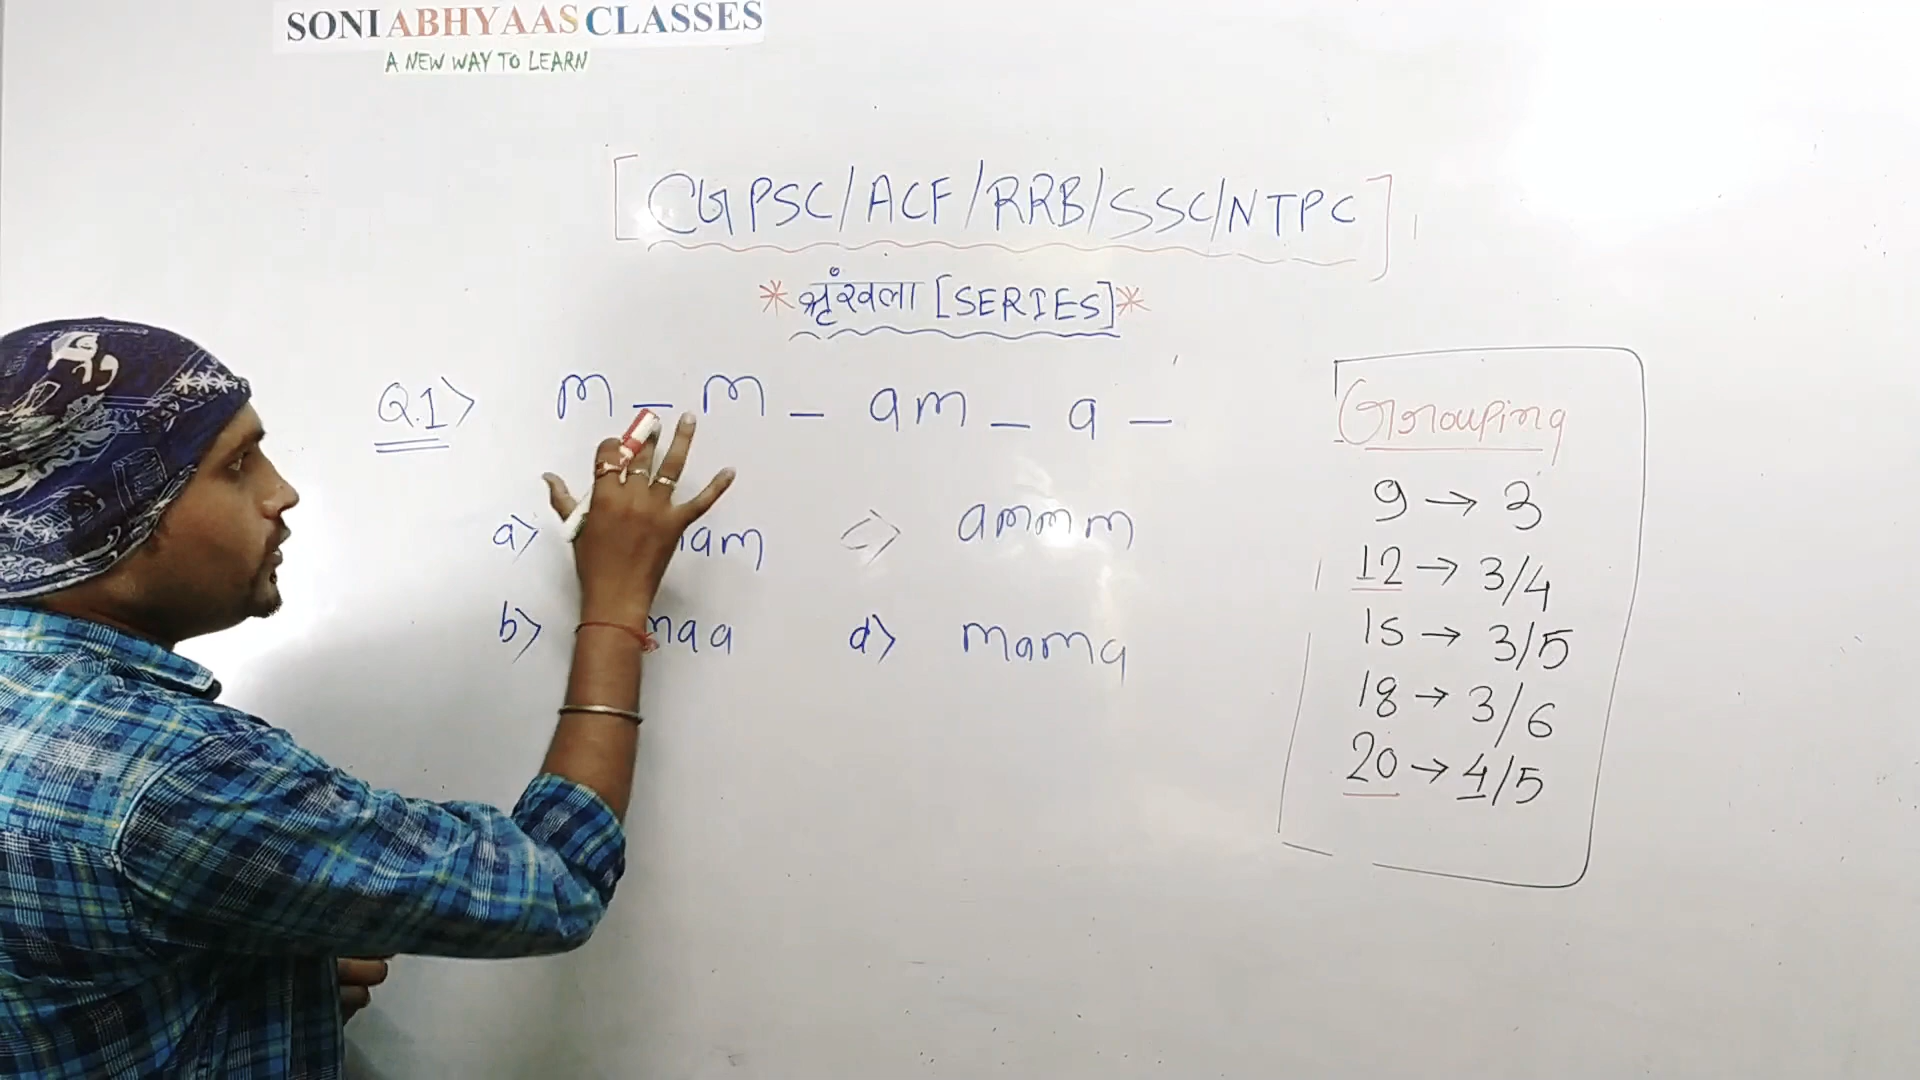 SONI ABHYAAS CLASSES
A NEW WAY TO LEARN
[CGPSC/ACF/RRB/SSC/NTPC]
*श्रृंखला [SERIES]*
Q.1> m _ m _ am _ a _
a> am c> ammm
b> aa d> mama
Grouping
9 → 3
12 → 3/4
15 → 3/5
18 → 3/6
20 → 4/5